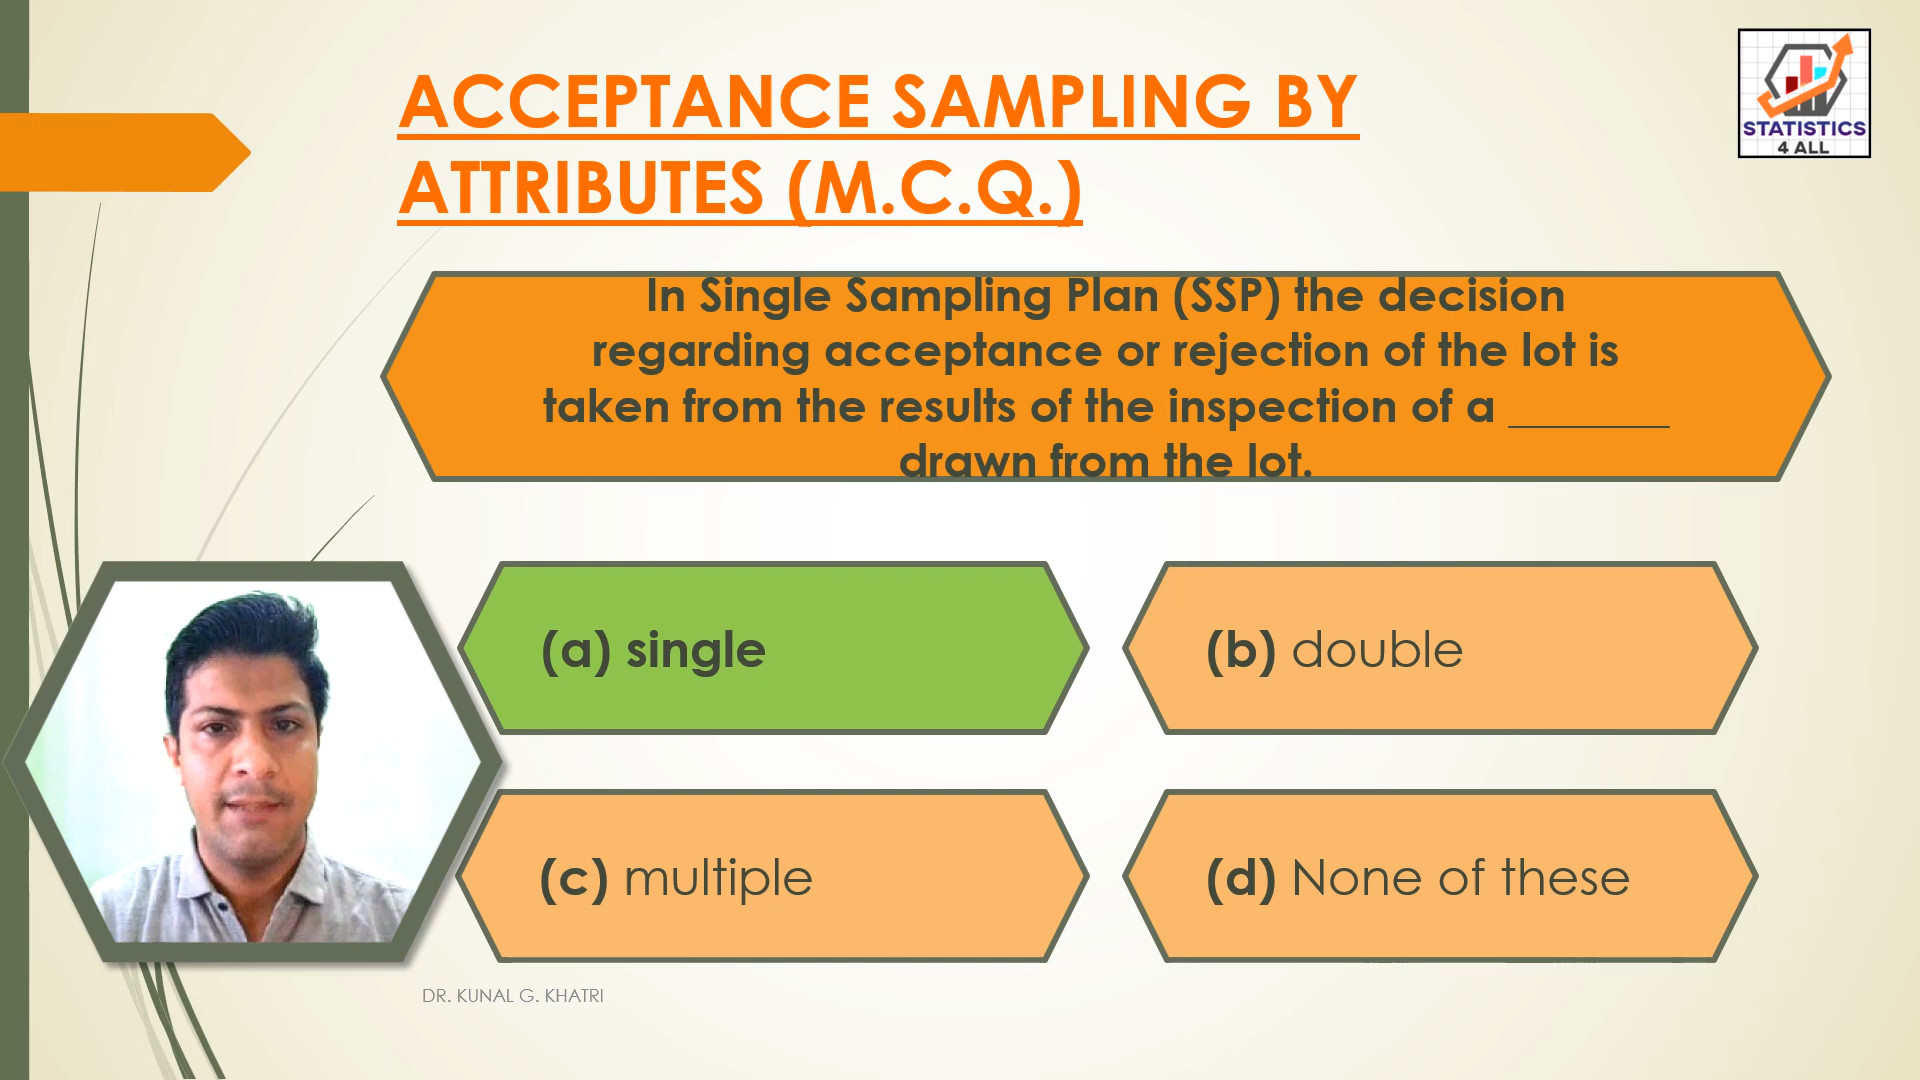 ACCEPTANCE SAMPLING BY
ATTRIBUTES (M.C.Q.)
STATISTICS
4 ALL
In Single Sampling Plan (SSP) the decision
regarding acceptance or rejection of the lot is
taken from the results of the inspection of a ________
drawn from the lot.
(a) single
(b) double
(c) multiple
(d) None of these
DR. KUNAL G. KHATRI